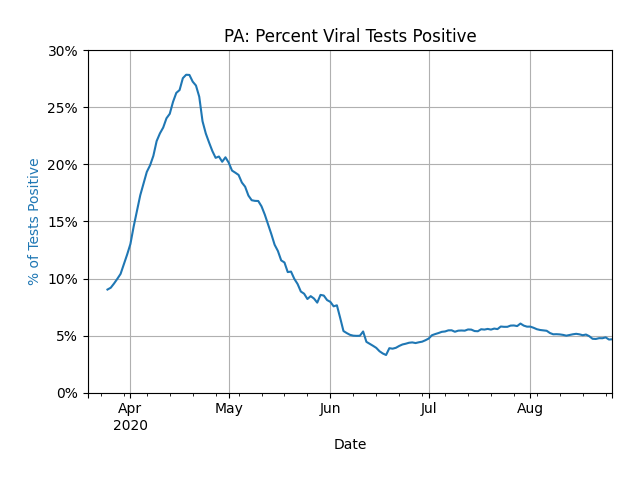 PA: Percent Viral Tests Positive
30%
25%
20%
15%
10%
5%
0%
% of Tests Positive
Apr
2020
May
Jun
Jul
Aug
Date